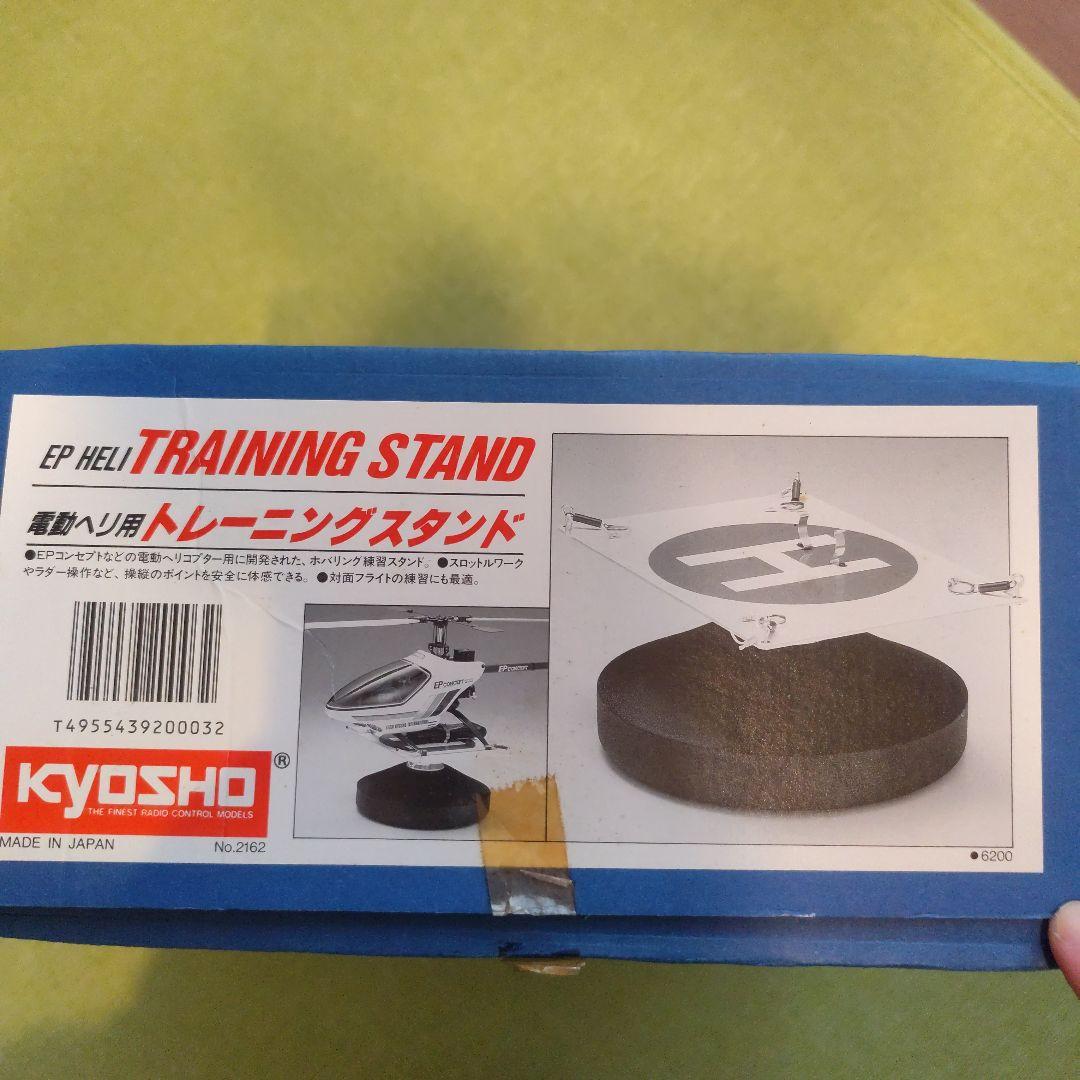 EP HELI TRAINING STAND
電動ヘリ用トレーニングスタンド
●EPコンセプトなどの電動ヘリコプター用に開発された、ホバリング練習スタンド。●スロットルワーク
やラダー操作など、操縦のポイントを安全に体感できる。●対面フライトの練習にも最適。
T4955439200032
KYOSHO®
THE FINEST RADIO CONTROL MODELS
MADE IN JAPAN No.2162
EP CONCEPT
EP CONCEPT
H
●6200